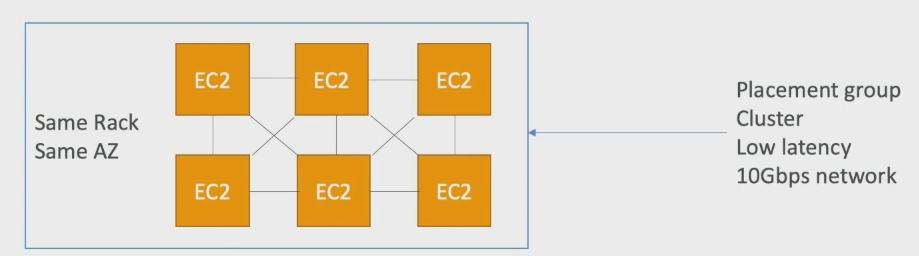 EC2 EC2 EC2
Same Rack
Same AZ
EC2 EC2 EC2
Placement group
Cluster
Low latency
10Gbps network